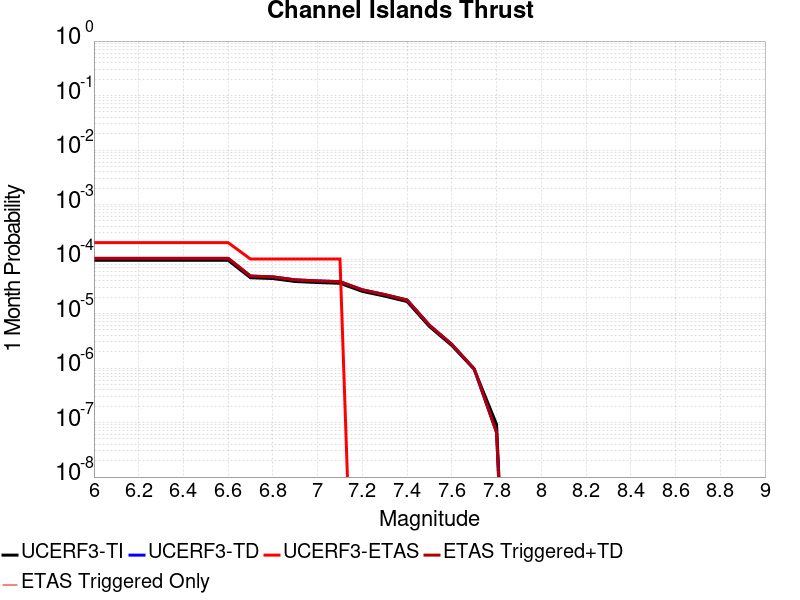 Channel Islands Thrust
10^0
10^-1
10^-2
10^-3
10^-4
10^-5
10^-6
10^-7
10^-8
1 Month Probability
6 6.2 6.4 6.6 6.8 7 7.2 7.4 7.6 7.8 8 8.2 8.4 8.6 8.8 9
Magnitude
UCERF3-TI UCERF3-TD UCERF3-ETAS ETAS Triggered+TD
ETAS Triggered Only